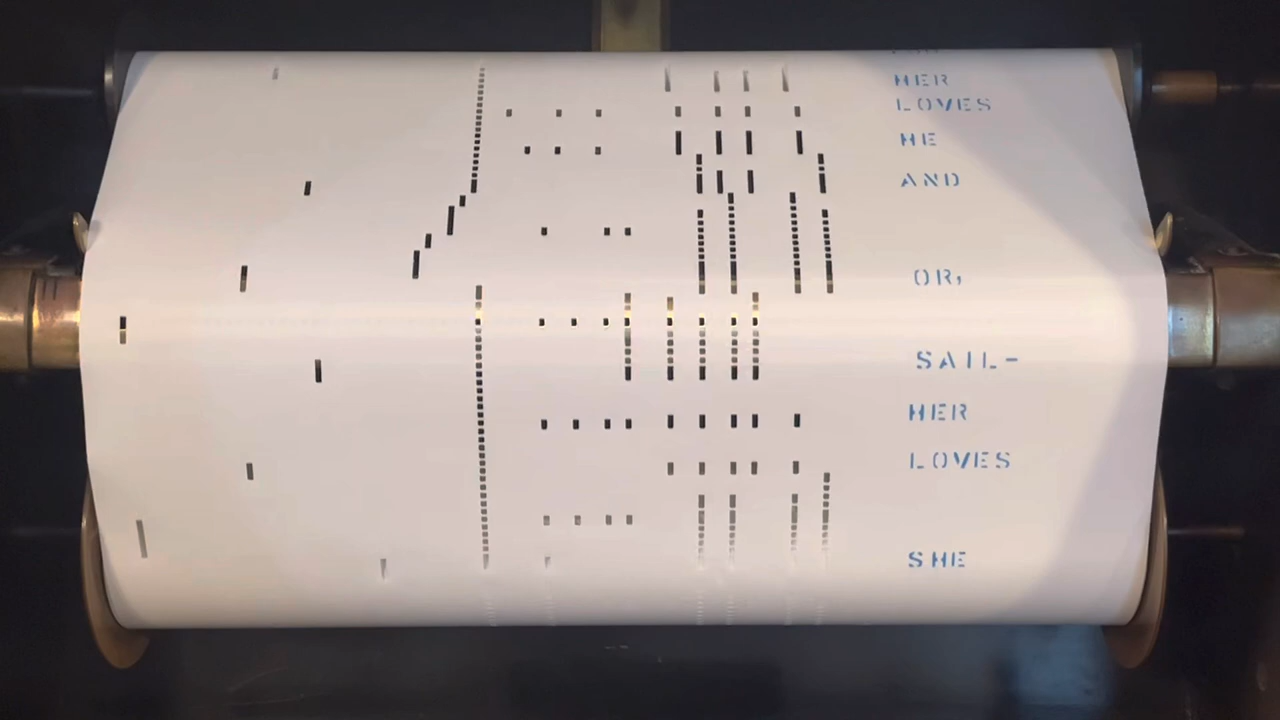 HER
LOVES
HE
AND
OR,
SAIL-
HER
LOVES
SHE